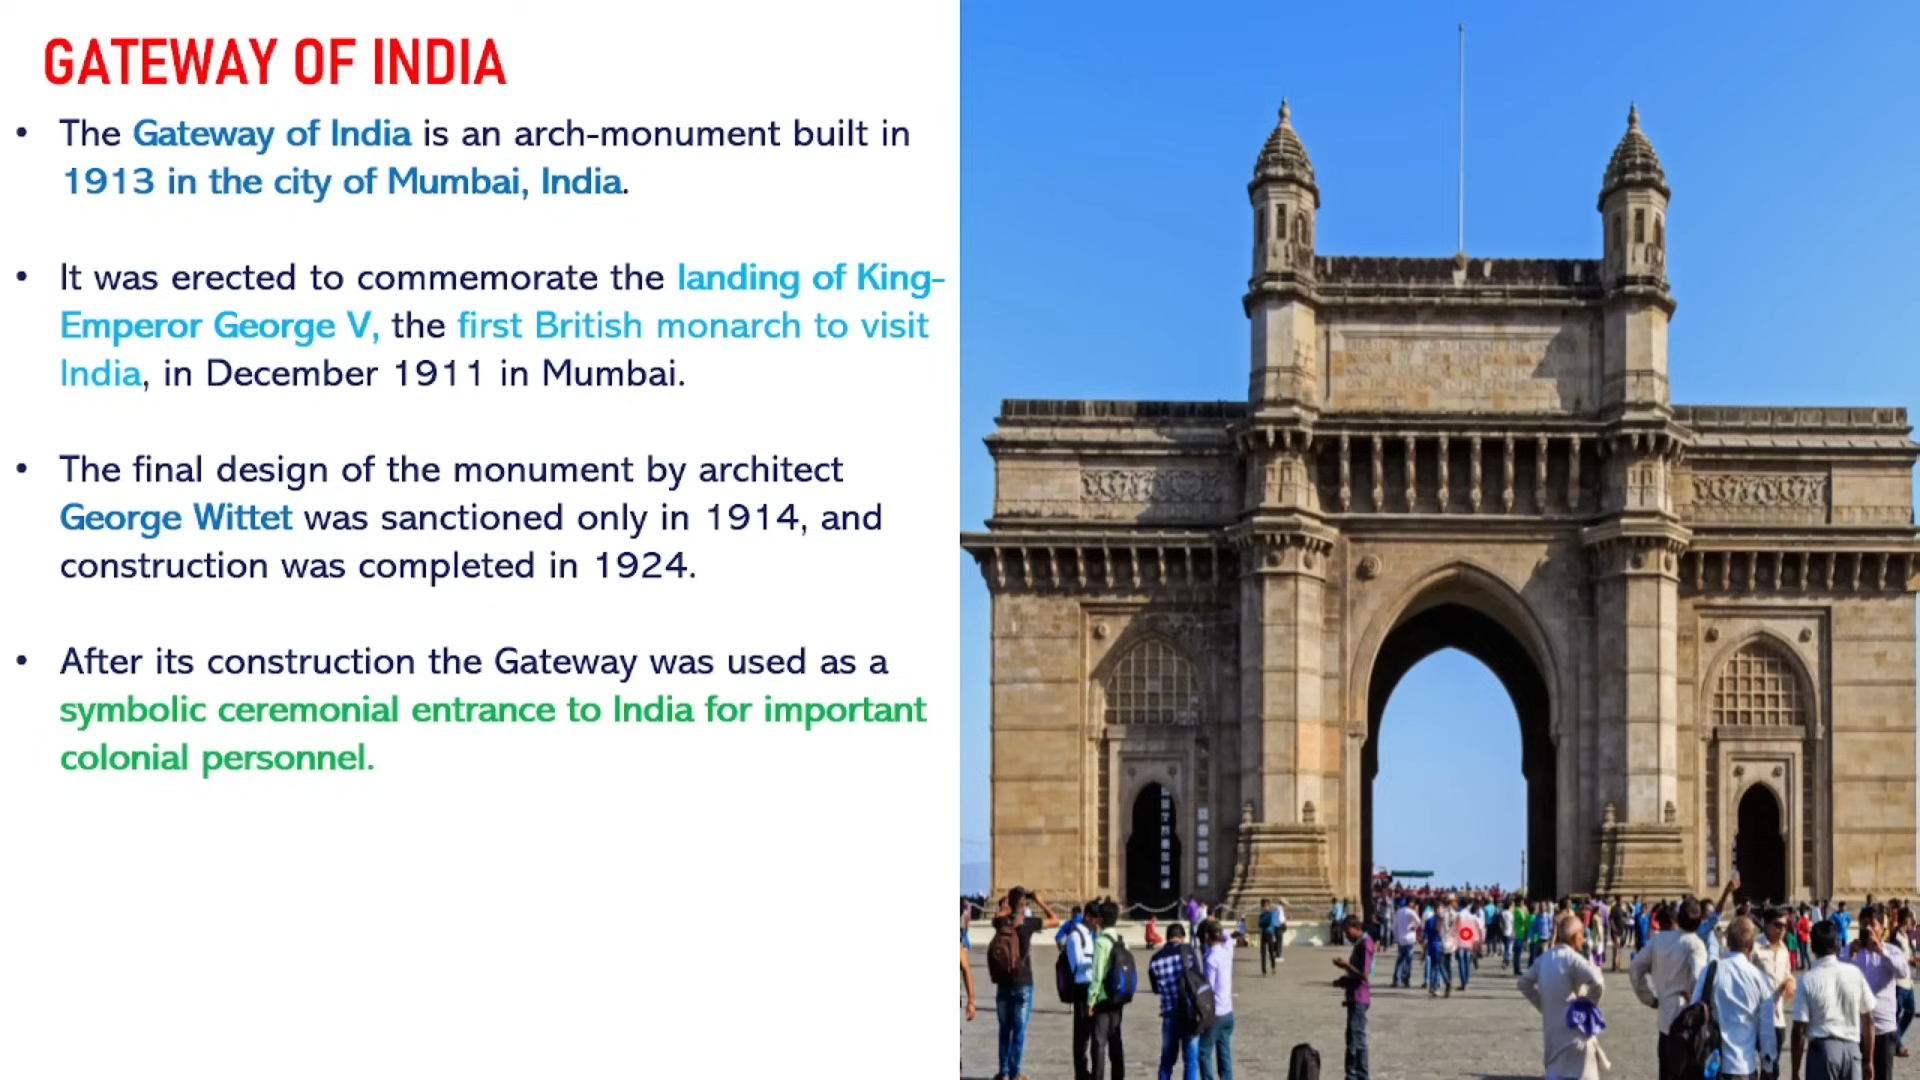 GATEWAY OF INDIA
• The Gateway of India is an arch-monument built in
1913 in the city of Mumbai, India.
• It was erected to commemorate the landing of King-
Emperor George V, the first British monarch to visit
India, in December 1911 in Mumbai.
• The final design of the monument by architect
George Wittet was sanctioned only in 1914, and
construction was completed in 1924.
• After its construction the Gateway was used as a
symbolic ceremonial entrance to India for important
colonial personnel.